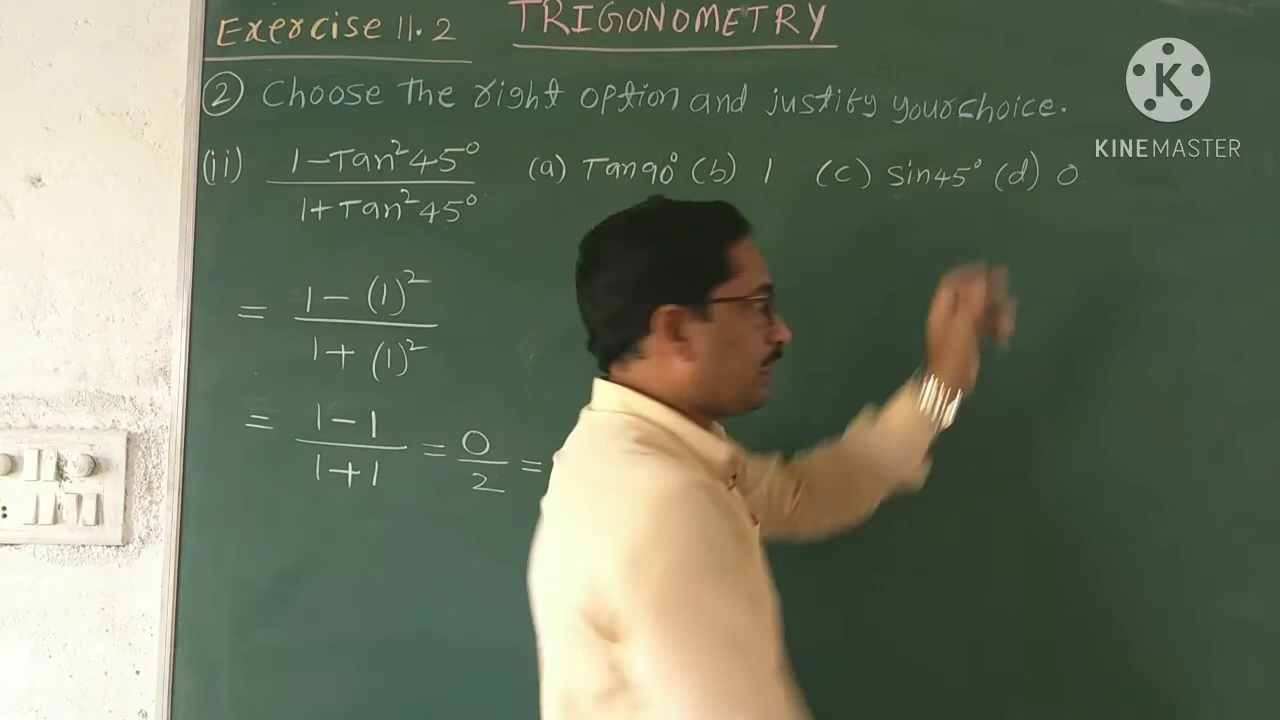 Exercise 11.2 TRIGONOMETRY
② Choose the right option and justify your choice.
(ii) 1-Tan²45° / 1+Tan²45° (a) Tan90° (b) 1 (c) sin45° (d) 0
= 1-(1)² / 1+(1)²
= 1-1 / 1+1 = 0 / 2 =
K
KINEMASTER